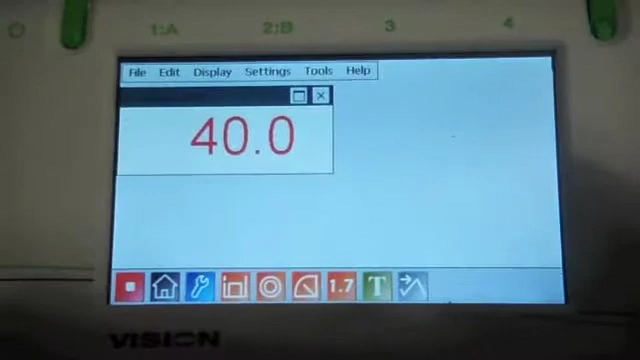 1:A 2:B 3 4
File Edit Display Settings Tools Help
40.0
1.7 T
VISION